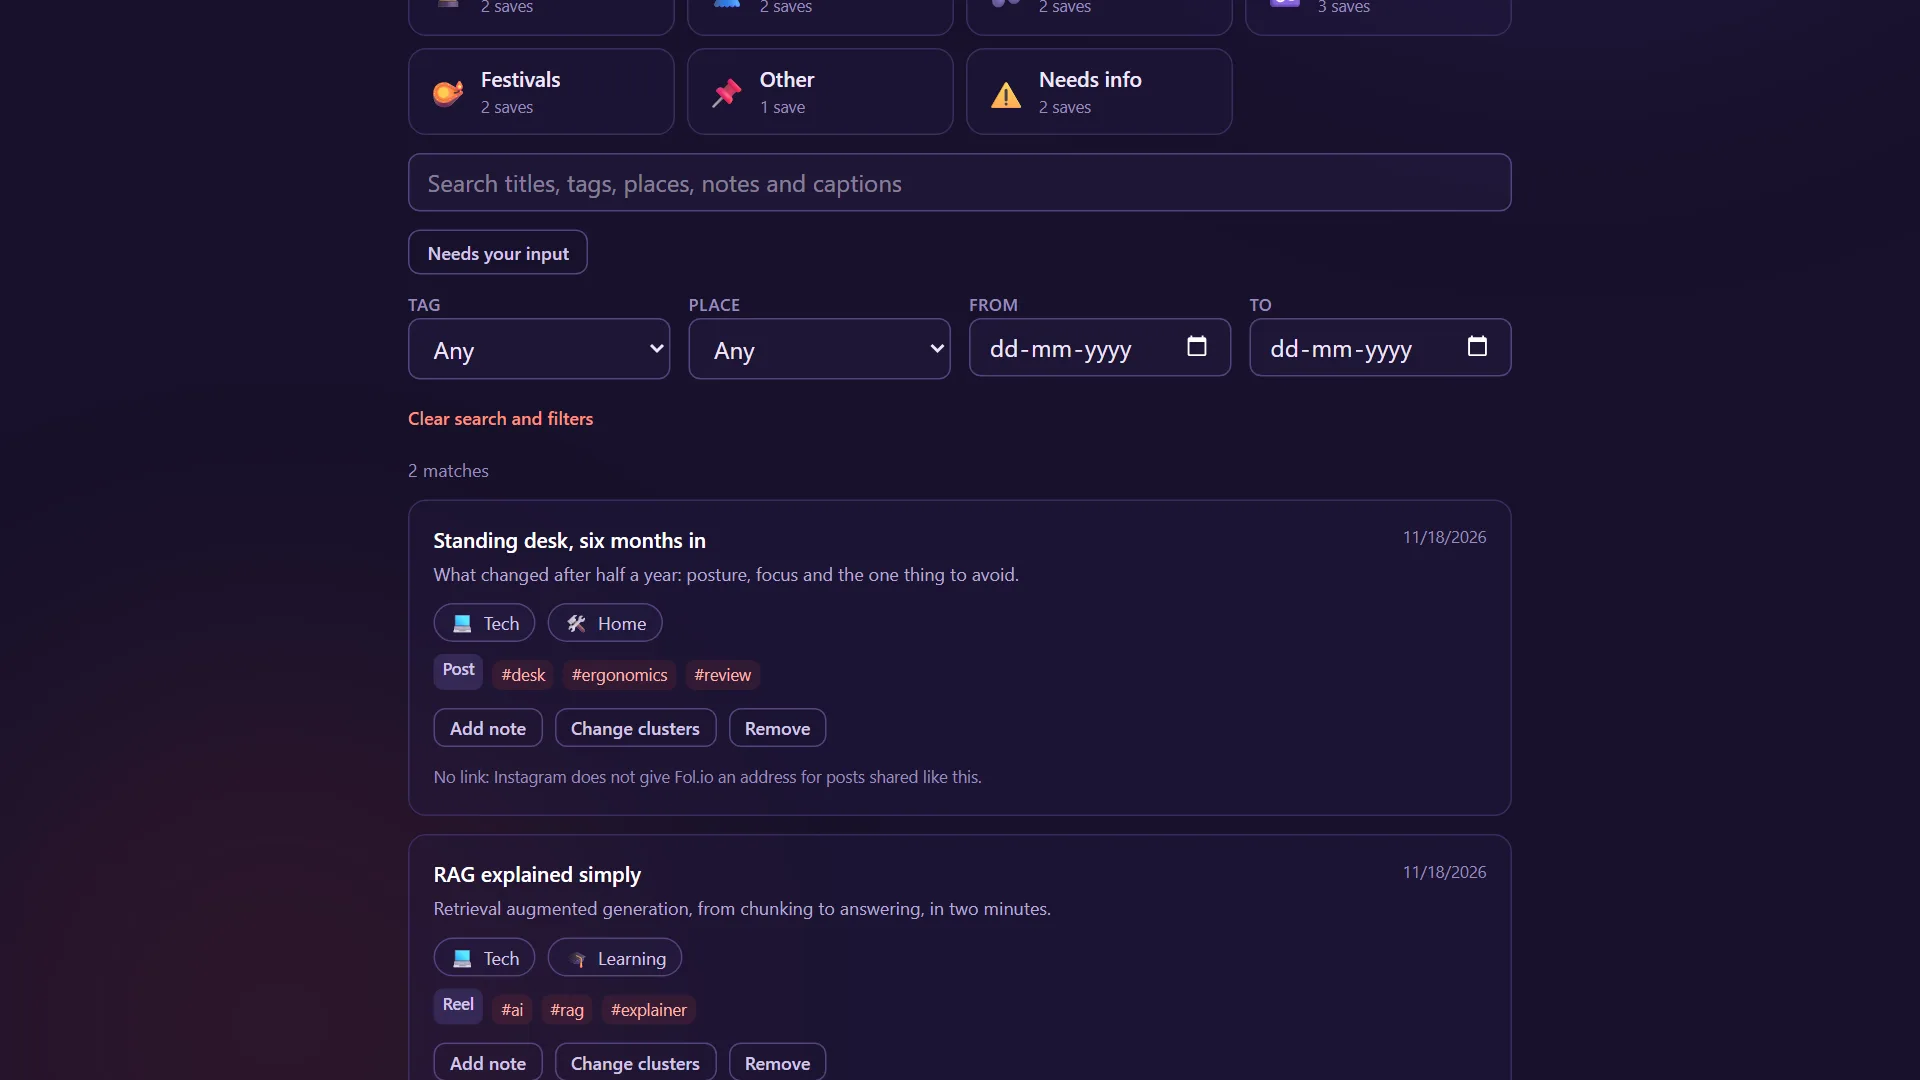 2 saves
2 saves
2 saves
3 saves
Festivals
2 saves
Other
1 save
Needs info
2 saves
Search titles, tags, places, notes and captions
Needs your input
TAG
PLACE
FROM
TO
Any
Any
dd-mm-yyyy
dd-mm-yyyy
Clear search and filters
2 matches
Standing desk, six months in
11/18/2026
What changed after half a year: posture, focus and the one thing to avoid.
Tech
Home
Post #desk #ergonomics #review
Add note
Change clusters
Remove
No link: Instagram does not give Fol.io an address for posts shared like this.
RAG explained simply
11/18/2026
Retrieval augmented generation, from chunking to answering, in two minutes.
Tech
Learning
Reel #ai #rag #explainer
Add note
Change clusters
Remove